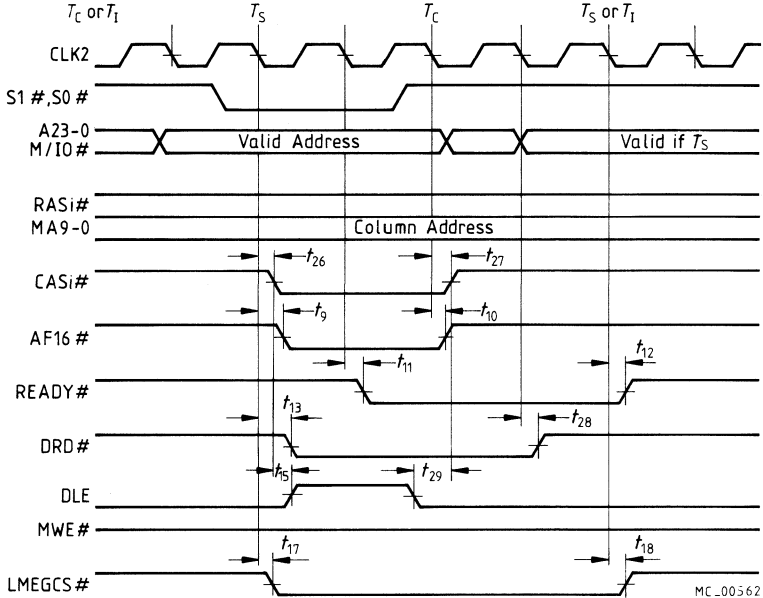 TC or TI TS TC TS or TI
CLK2
S1#,S0#
A23-0
M/IO# Valid Address Valid if TS
RASi#
MA9-0 Column Address
t26 t27
CASi#
t9 t10
AF16#
t11 t12
READY#
t13 t28
DRD#
t15 t29
DLE
MWE#
t17 t18
LMEGCS#
MC_00562